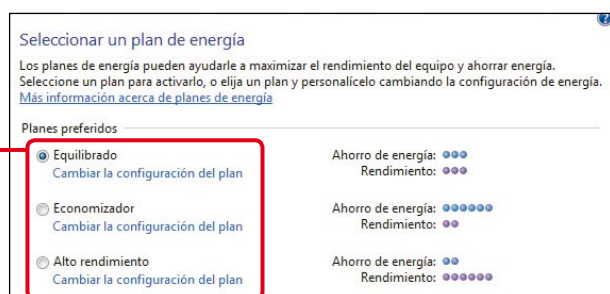 Seleccionar un plan de energía
Los planes de energía pueden ayudarle a maximizar el rendimiento del equipo y ahorrar energía.
Seleccione un plan para activarlo, o elija un plan y personalícelo cambiando la configuración de energía.
Más información acerca de planes de energía
Planes preferidos
Equilibrado Ahorro de energía:
Cambiar la configuración del plan Rendimiento:
Economizador Ahorro de energía:
Cambiar la configuración del plan Rendimiento:
Alto rendimiento Ahorro de energía:
Cambiar la configuración del plan Rendimiento: